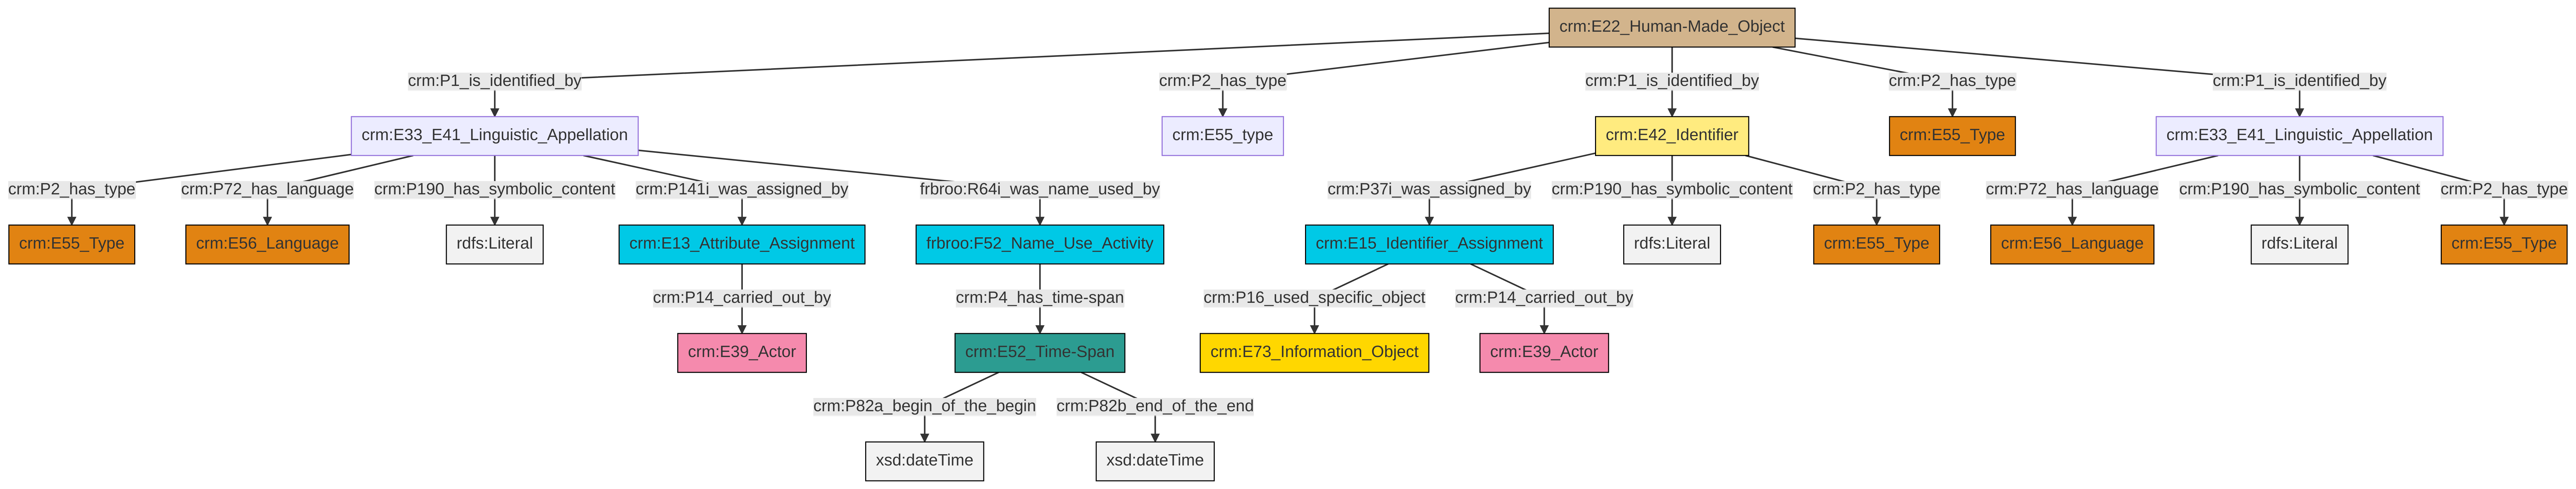 crm:E22_Human-Made_Object
crm:P1_is_identified_by
crm:P2_has_type
crm:P1_is_identified_by
crm:P2_has_type
crm:P1_is_identified_by
crm:E33_E41_Linguistic_Appellation
crm:E55_type
crm:E42_Identifier
crm:E55_Type
crm:E33_E41_Linguistic_Appellation
crm:P2_has_type
crm:P72_has_language
crm:P190_has_symbolic_content
crm:P141i_was_assigned_by
frbroo:R64i_was_name_used_by
crm:P37i_was_assigned_by
crm:P190_has_symbolic_content
crm:P2_has_type
crm:P72_has_language
crm:P190_has_symbolic_content
crm:P2_has_type
crm:E55_Type
crm:E56_Language
rdfs:Literal
crm:E13_Attribute_Assignment
frbroo:F52_Name_Use_Activity
crm:E15_Identifier_Assignment
rdfs:Literal
crm:E55_Type
crm:E56_Language
rdfs:Literal
crm:E55_Type
crm:P14_carried_out_by
crm:P4_has_time-span
crm:P16_used_specific_object
crm:P14_carried_out_by
crm:E39_Actor
crm:E52_Time-Span
crm:E73_Information_Object
crm:E39_Actor
crm:P82a_begin_of_the_begin
crm:P82b_end_of_the_end
xsd:dateTime
xsd:dateTime